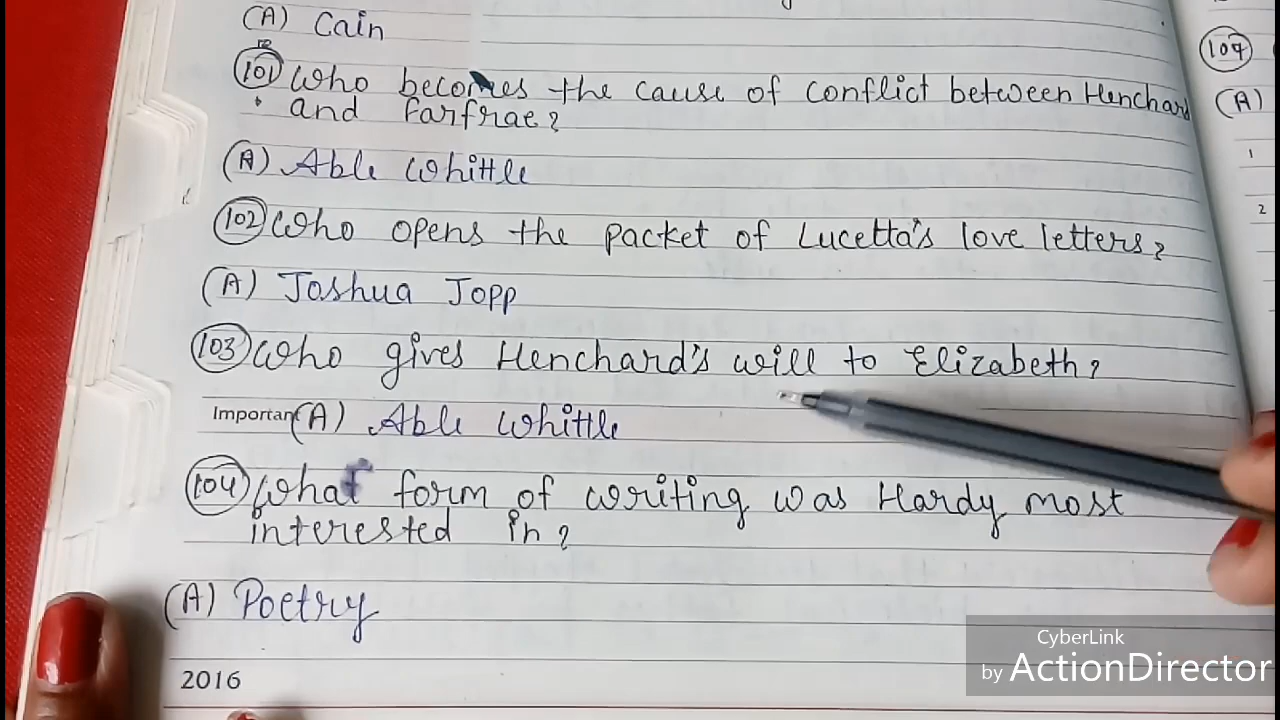 (A) Cain
(101) Who becomes the cause of conflict between Henchard
and Farfrae?
(A) Able Whittle
(102) Who opens the packet of Lucetta's love letters?
(A) Joshua Jopp
(103) Who gives Henchard's will to Elizabeth?
Important (A) Able Whittle
(104) What form of writing was Hardy most
interested in?
(A) Poetry
2016
(107)
(A)
1
2
CyberLink
by ActionDirector